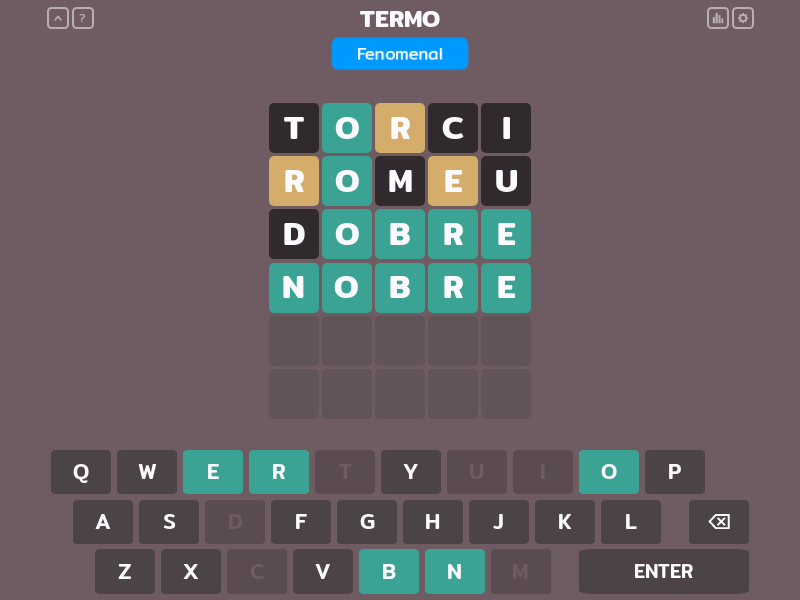 ?
TERMO
Fenomenal
TORCI
ROMEU
DOBRE
NOBRE
Q W E R T Y U I O P
A S D F G H J K L
Z X C V B N M ENTER